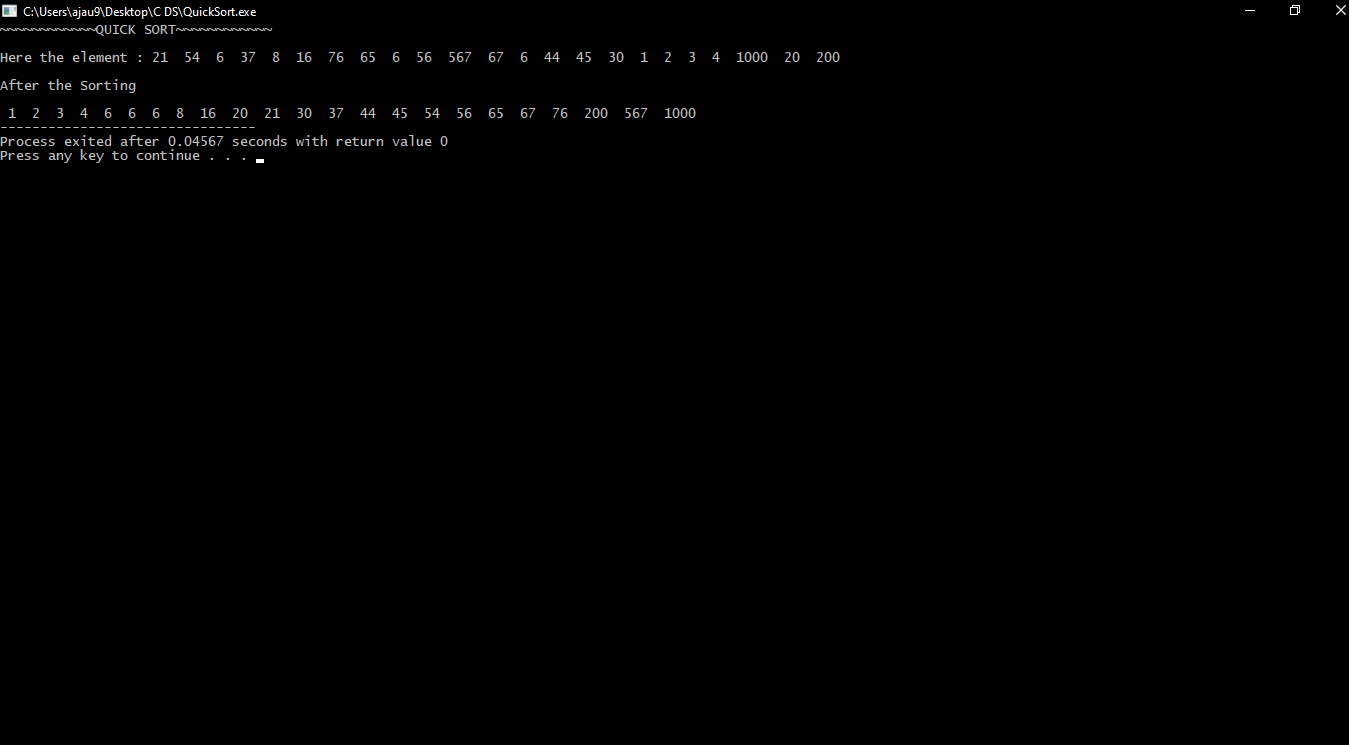 C:\Users\ajau9\Desktop\C DS\QuickSort.exe
~~~~~~~~~~~~QUICK SORT~~~~~~~~~~~~
Here the element : 21  54  6  37  8  16  76  65  6  56  567  67  6  44  45  30  1  2  3  4  1000  20  200
After the Sorting
1  2  3  4  6  6  6  8  16  20  21  30  37  44  45  54  56  65  67  76  200  567  1000
--------------------------------
Process exited after 0.04567 seconds with return value 0
Press any key to continue . . .